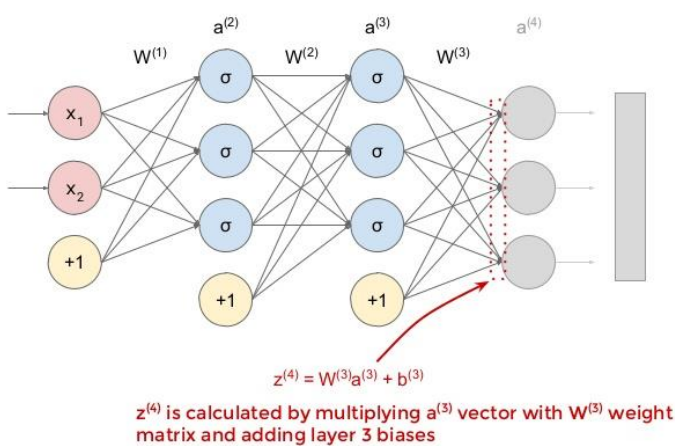 a⁽²⁾ a⁽³⁾ a⁽⁴⁾
W⁽¹⁾ W⁽²⁾ W⁽³⁾
σ σ
x₁
σ σ
x₂
σ σ
+1
+1 +1
z⁽⁴⁾ = W⁽³⁾a⁽³⁾ + b⁽³⁾
z⁽⁴⁾ is calculated by multiplying a⁽³⁾ vector with W⁽³⁾ weight
matrix and adding layer 3 biases